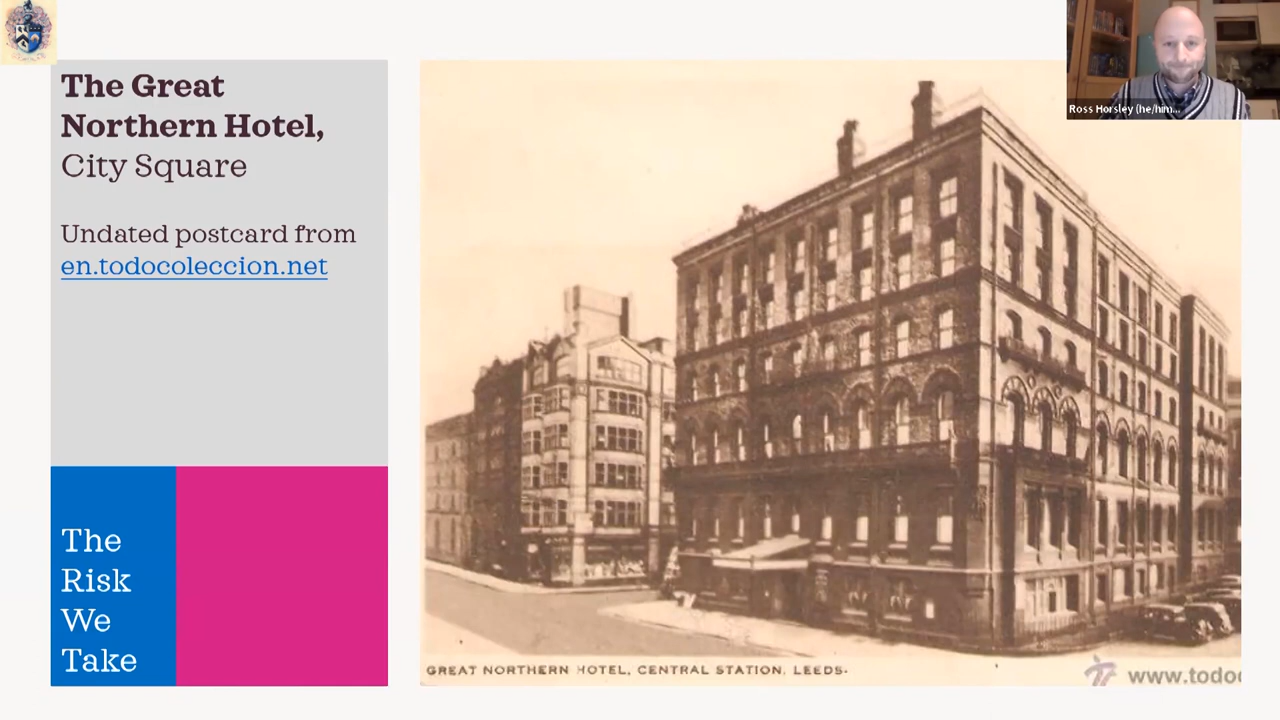 The Great
Northern Hotel,
City Square
Undated postcard from
en.todocoleccion.net
The
Risk
We
Take
GREAT NORTHERN HOTEL, CENTRAL STATION, LEEDS.
www.todoc
Ross Horsley (he/him...